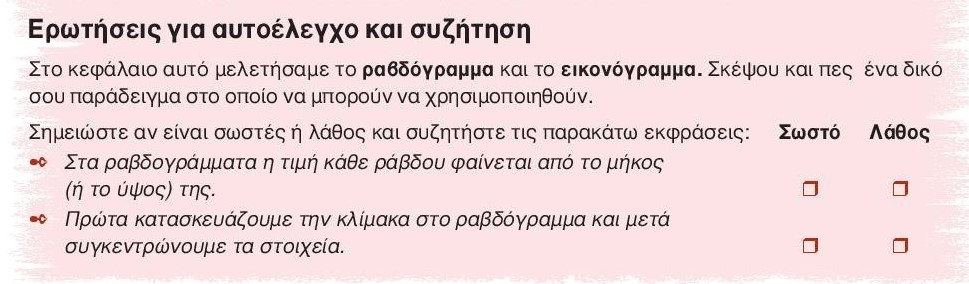 Ερωτήσεις για αυτοέλεγχο και συζήτηση
Στο κεφάλαιο αυτό μελετήσαμε το ραβδόγραμμα και το εικονόγραμμα. Σκέψου και πες ένα δικό
σου παράδειγμα στο οποίο να μπορούν να χρησιμοποιηθούν.
Σημειώστε αν είναι σωστές ή λάθος και συζητήστε τις παρακάτω εκφράσεις: Σωστό Λάθος
Στα ραβδογράμματα η τιμή κάθε ράβδου φαίνεται από το μήκος
(ή το ύψος) της.
Πρώτα κατασκευάζουμε την κλίμακα στο ραβδόγραμμα και μετά
συγκεντρώνουμε τα στοιχεία.